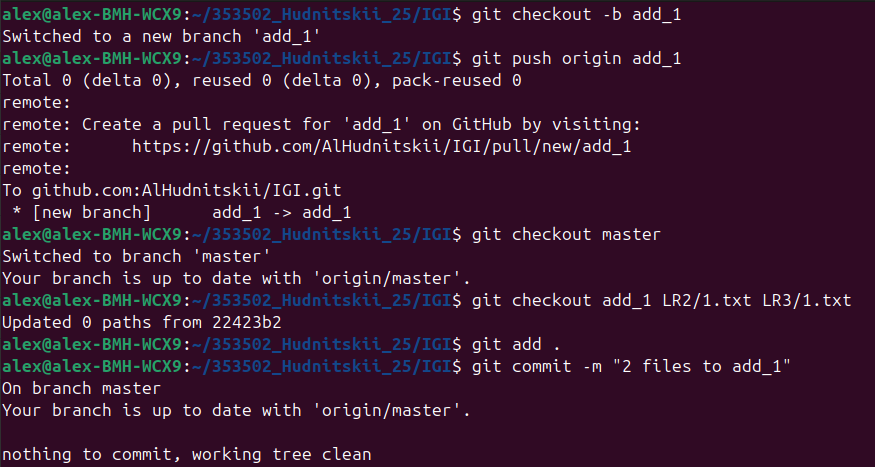 alex@alex-BMH-WCX9:~/353502_Hudnitskii_25/IGI$ git checkout -b add_1
Switched to a new branch 'add_1'
alex@alex-BMH-WCX9:~/353502_Hudnitskii_25/IGI$ git push origin add_1
Total 0 (delta 0), reused 0 (delta 0), pack-reused 0
remote:
remote: Create a pull request for 'add_1' on GitHub by visiting:
remote:      https://github.com/AlHudnitskii/IGI/pull/new/add_1
remote:
To github.com:AlHudnitskii/IGI.git
 * [new branch]      add_1 -> add_1
alex@alex-BMH-WCX9:~/353502_Hudnitskii_25/IGI$ git checkout master
Switched to branch 'master'
Your branch is up to date with 'origin/master'.
alex@alex-BMH-WCX9:~/353502_Hudnitskii_25/IGI$ git checkout add_1 LR2/1.txt LR3/1.txt
Updated 0 paths from 22423b2
alex@alex-BMH-WCX9:~/353502_Hudnitskii_25/IGI$ git add .
alex@alex-BMH-WCX9:~/353502_Hudnitskii_25/IGI$ git commit -m "2 files to add_1"
On branch master
Your branch is up to date with 'origin/master'.

nothing to commit, working tree clean